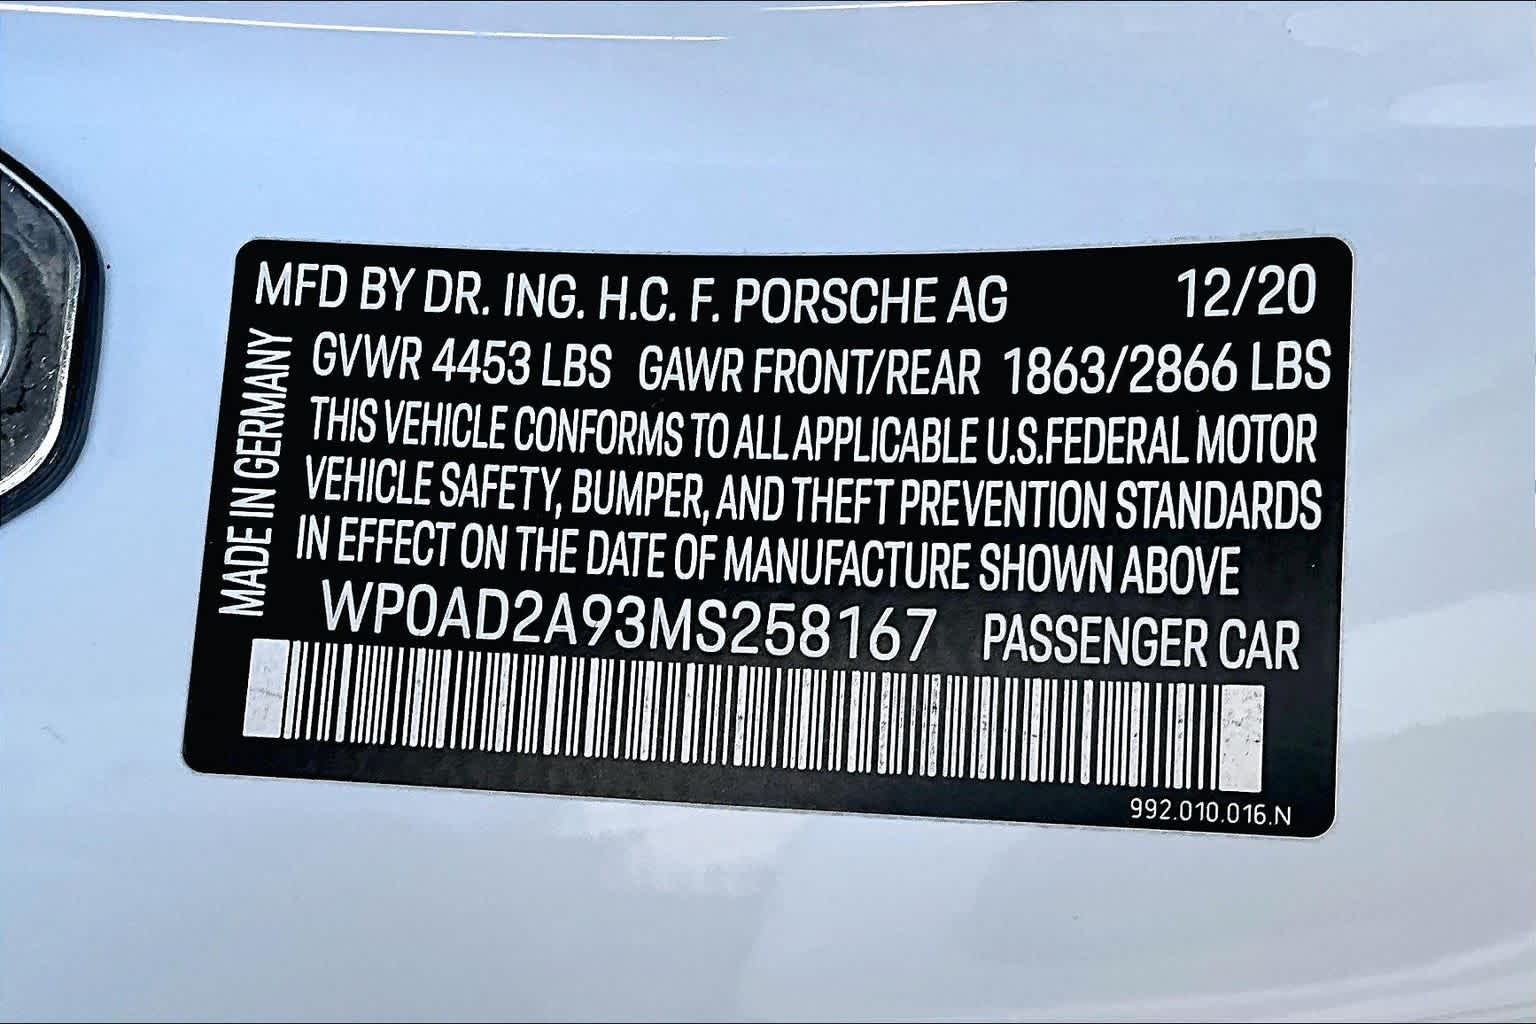 MFD BY DR. ING. H.C. F. PORSCHE AG 12/20
GVWR 4453 LBS GAWR FRONT/REAR 1863/2866 LBS
THIS VEHICLE CONFORMS TO ALL APPLICABLE U.S.FEDERAL MOTOR
VEHICLE SAFETY, BUMPER, AND THEFT PREVENTION STANDARDS
IN EFFECT ON THE DATE OF MANUFACTURE SHOWN ABOVE
MADE IN GERMANY
WP0AD2A93MS258167 PASSENGER CAR
992.010.016.N